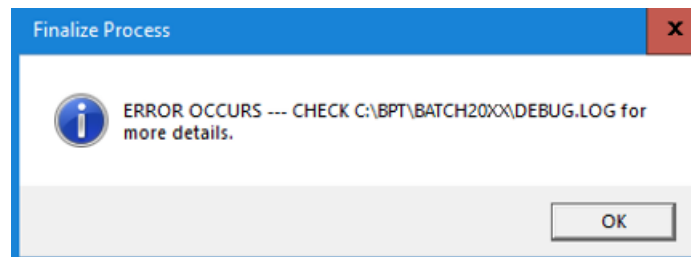 Finalize Process
ERROR OCCURS --- CHECK C:\BPT\BATCH20XX\DEBUG.LOG for
more details.
OK